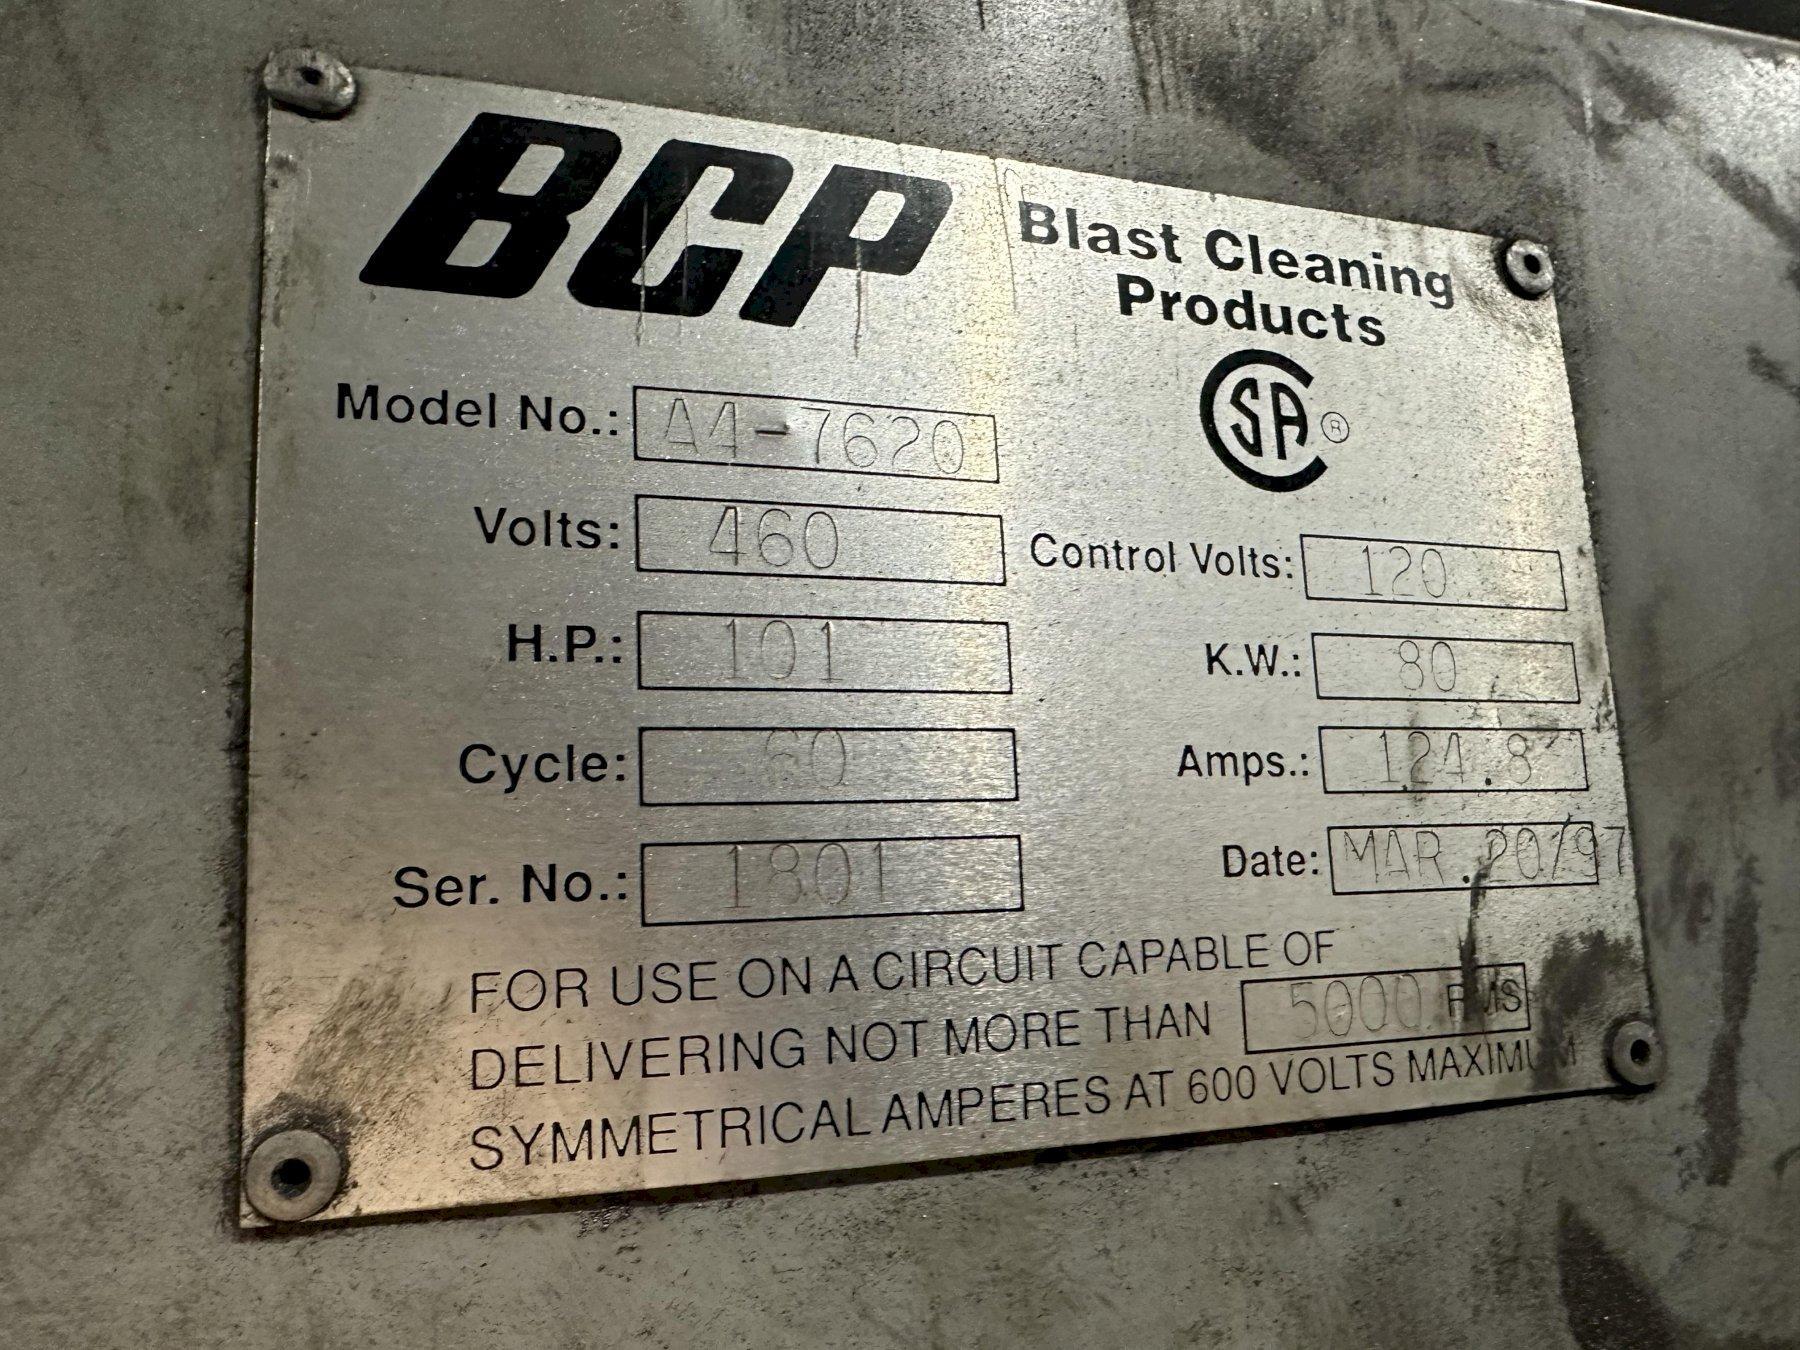 BCP Blast Cleaning
Products
CSA ®
Model No.: A4-7620
Volts: 460 Control Volts: 120
H.P.: 101 K.W.: 80
Cycle: 60 Amps.: 124.8
Ser. No.: 1801 Date: MAR.20/97
FOR USE ON A CIRCUIT CAPABLE OF
DELIVERING NOT MORE THAN 5000 RMS
SYMMETRICAL AMPERES AT 600 VOLTS MAXIMUM